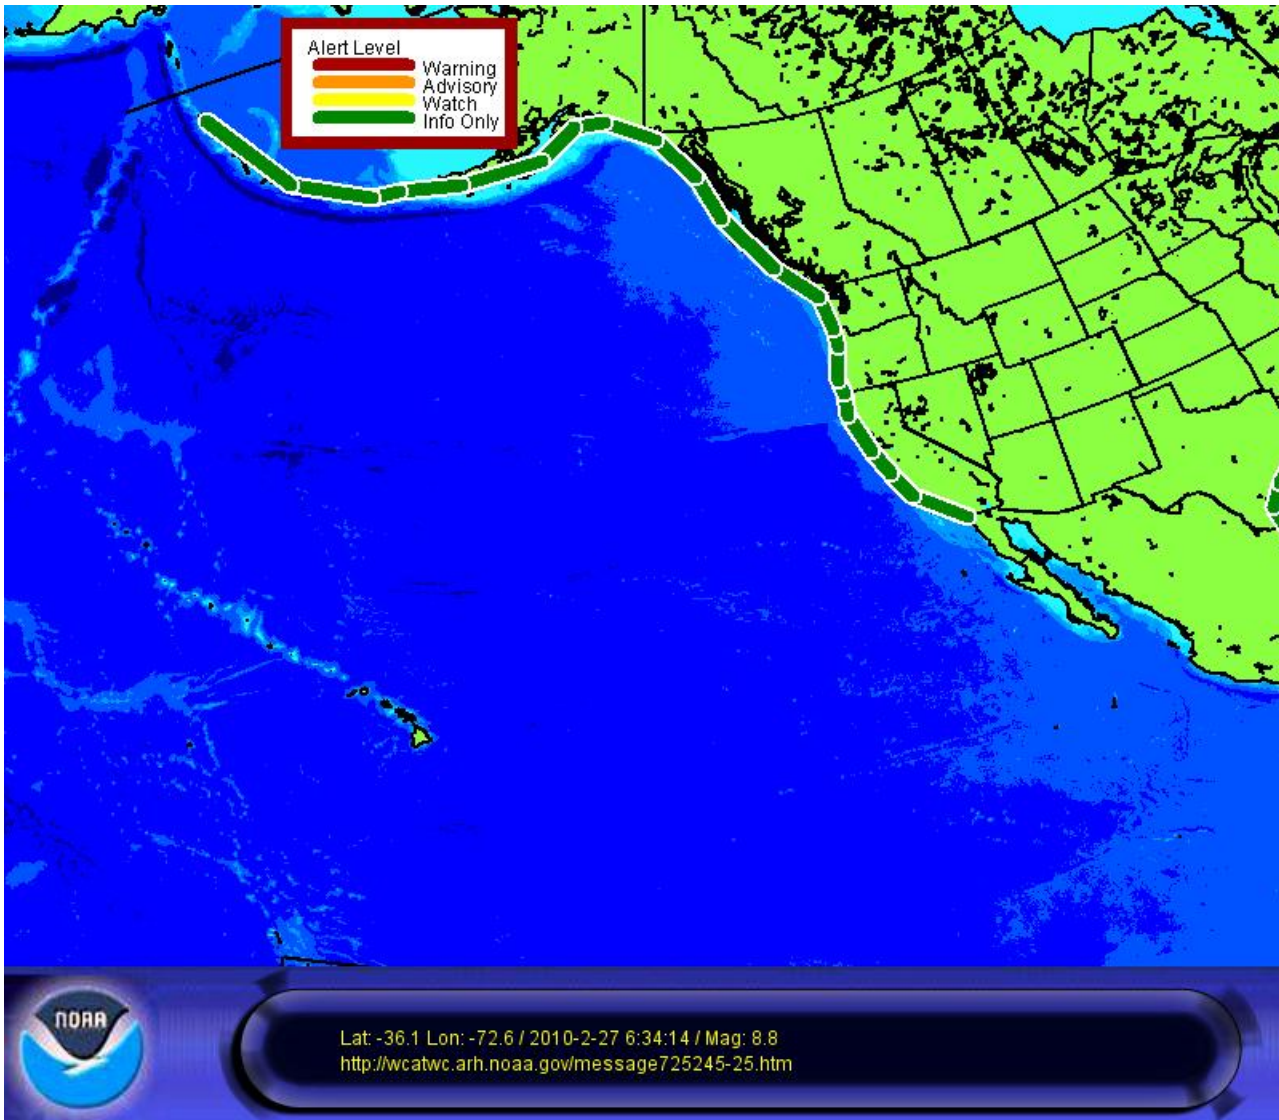 Alert Level
Warning
Advisory
Watch
Info Only
NOAA
Lat: -36.1 Lon: -72.6 / 2010-2-27 6:34:14 / Mag: 8.8
http://wcatwc.arh.noaa.gov/message725245-25.htm